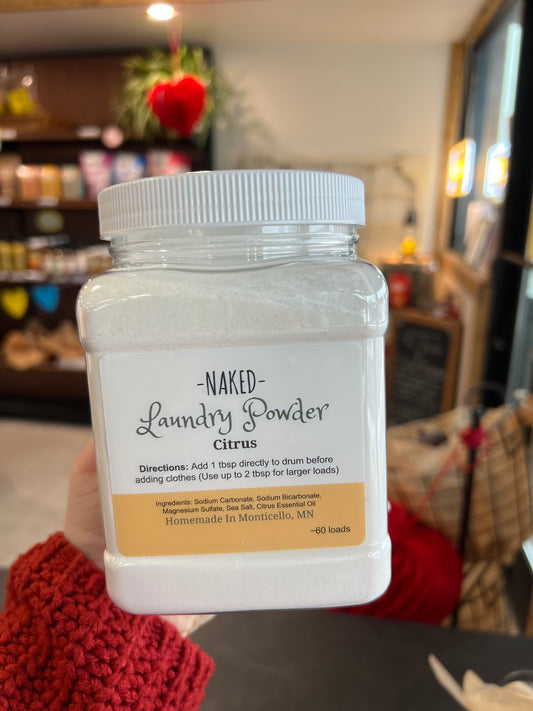 -NAKED-
Laundry Powder
Citrus
Directions: Add 1 tbsp directly to drum before
adding clothes (Use up to 2 tbsp for larger loads)
Ingredients: Sodium Carbonate, Sodium Bicarbonate,
Magnesium Sulfate, Sea Salt, Citrus Essential Oil
Homemade In Monticello, MN
~60 loads